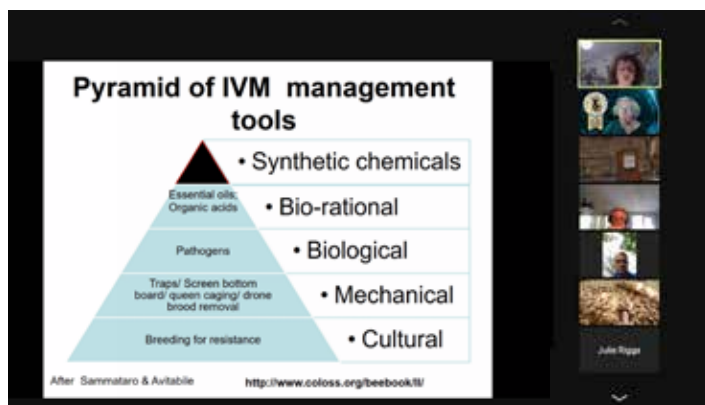 Pyramid of IVM management
tools
• Synthetic chemicals
Essential oils;
Organic acids
• Bio-rational
Pathogens
• Biological
Traps/ Screen bottom
board/ queen caging/ drone
brood removal
• Mechanical
Breeding for resistance
• Cultural
After Sammataro & Avitabile
http://www.coloss.org/beebook/II/
Julie Riggs